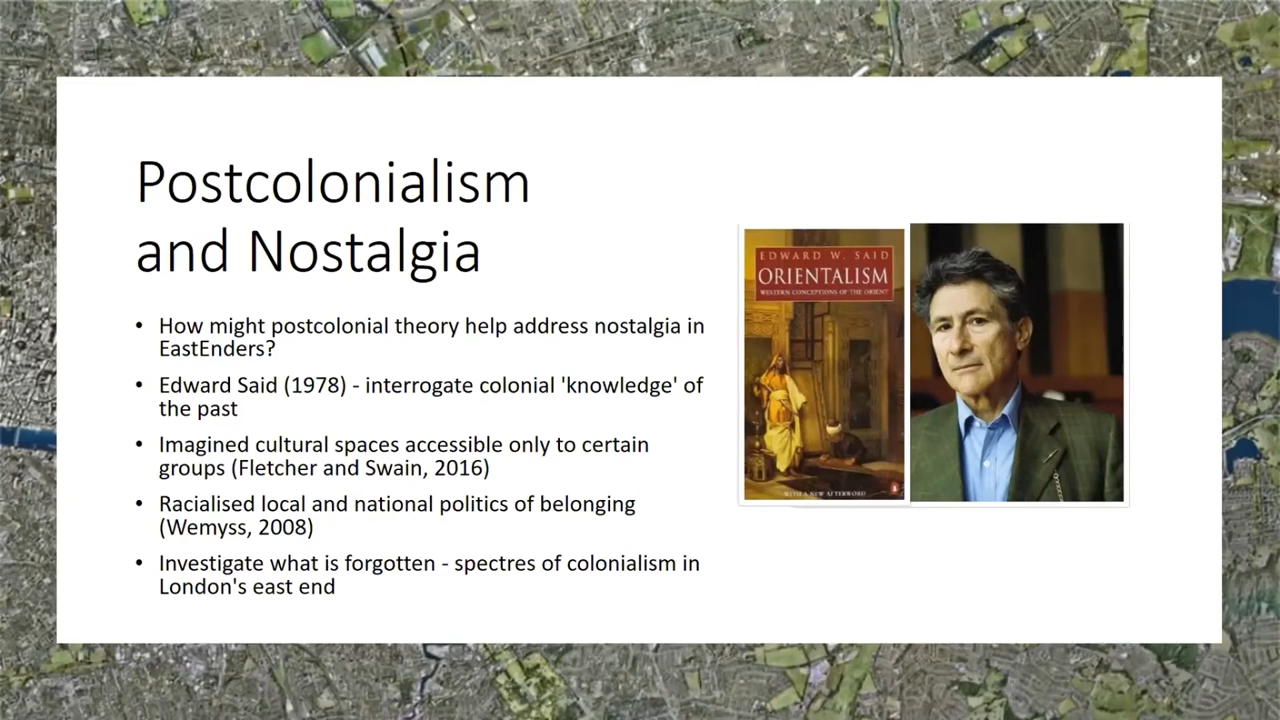 Postcolonialism
and Nostalgia
• How might postcolonial theory help address nostalgia in
EastEnders?
• Edward Said (1978) - interrogate colonial 'knowledge' of
the past
• Imagined cultural spaces accessible only to certain
groups (Fletcher and Swain, 2016)
• Racialised local and national politics of belonging
(Wemyss, 2008)
• Investigate what is forgotten - spectres of colonialism in
London's east end
EDWARD W. SAID
ORIENTALISM
WESTERN CONCEPTIONS OF THE ORIENT
WITH A NEW AFTERWORD